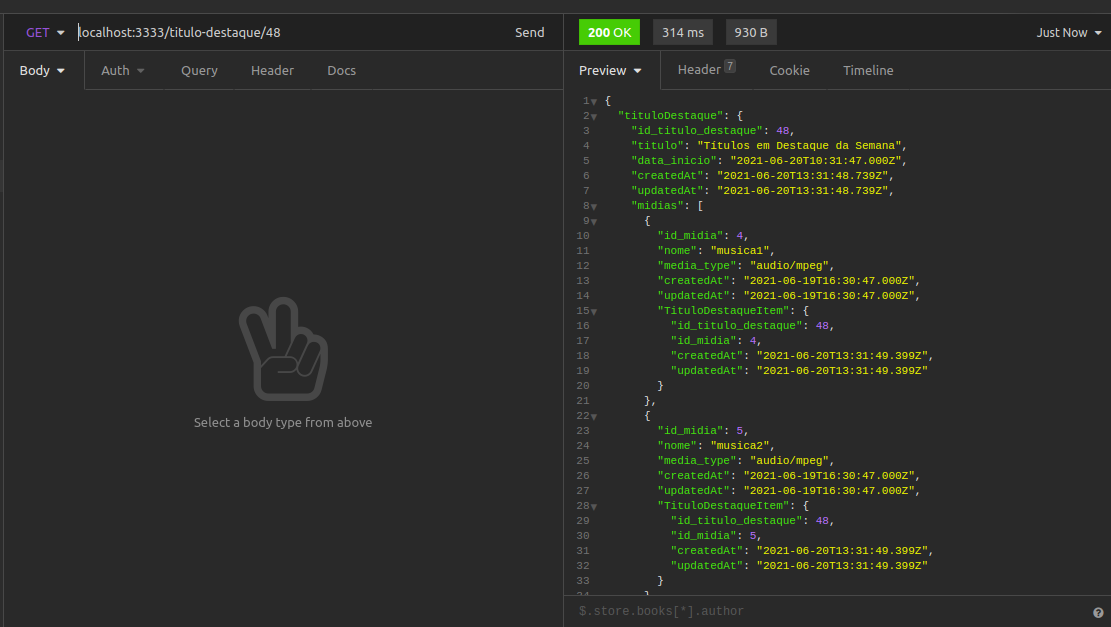 GET localhost:3333/titulo-destaque/48 Send
200 OK 314 ms 930 B Just Now
Body Auth Query Header Docs
Preview Header 7 Cookie Timeline
1 {
2 "tituloDestaque": {
3 "id_titulo_destaque": 48,
4 "titulo": "Títulos em Destaque da Semana",
5 "data_inicio": "2021-06-20T10:31:47.000Z",
6 "createdAt": "2021-06-20T13:31:48.739Z",
7 "updatedAt": "2021-06-20T13:31:48.739Z",
8 "midias": [
9 {
10 "id_midia": 4,
11 "nome": "musica1",
12 "media_type": "audio/mpeg",
13 "createdAt": "2021-06-19T16:30:47.000Z",
14 "updatedAt": "2021-06-19T16:30:47.000Z",
15 "TituloDestaqueItem": {
16 "id_titulo_destaque": 48,
17 "id_midia": 4,
18 "createdAt": "2021-06-20T13:31:49.399Z",
19 "updatedAt": "2021-06-20T13:31:49.399Z"
20 }
21 },
22 {
23 "id_midia": 5,
24 "nome": "musica2",
25 "media_type": "audio/mpeg",
26 "createdAt": "2021-06-19T16:30:47.000Z",
27 "updatedAt": "2021-06-19T16:30:47.000Z",
28 "TituloDestaqueItem": {
29 "id_titulo_destaque": 48,
30 "id_midia": 5,
31 "createdAt": "2021-06-20T13:31:49.399Z",
32 "updatedAt": "2021-06-20T13:31:49.399Z"
33 }
Select a body type from above
$.store.books[*].author